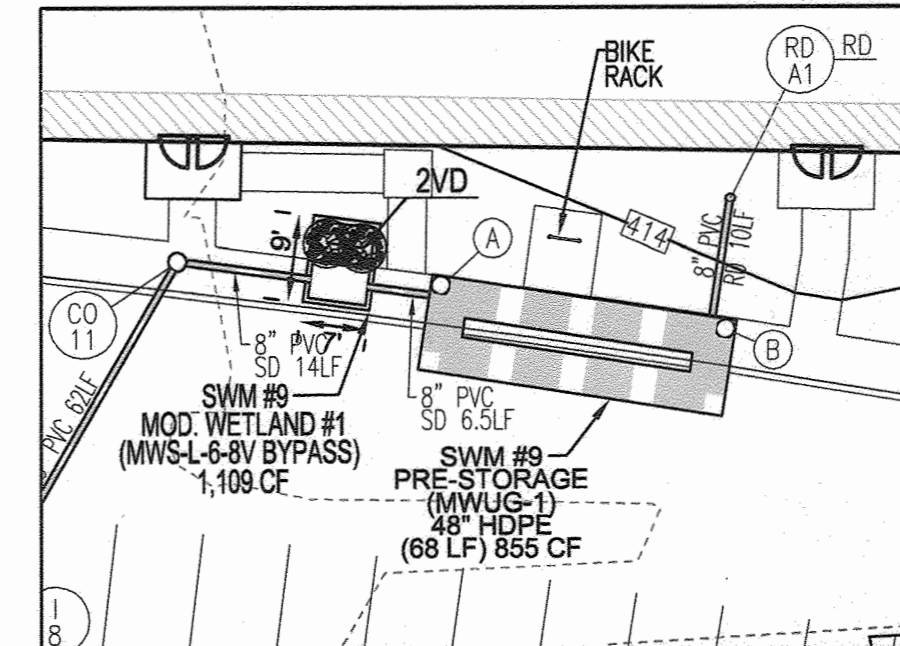 BIKE
RACK
RD
A1
RD
2VD
9'
A
414
8" PVC
RD 10LF
CO
11
B
7'
8" PVC
SD 14LF
8" PVC
SD 6.5LF
PVC 62LF
SWM #9
MOD. WETLAND #1
(MWS-L-6-8V BYPASS)
1,109 CF
SWM #9
PRE-STORAGE
(MWUG-1)
48" HDPE
(68 LF) 855 CF
I
8